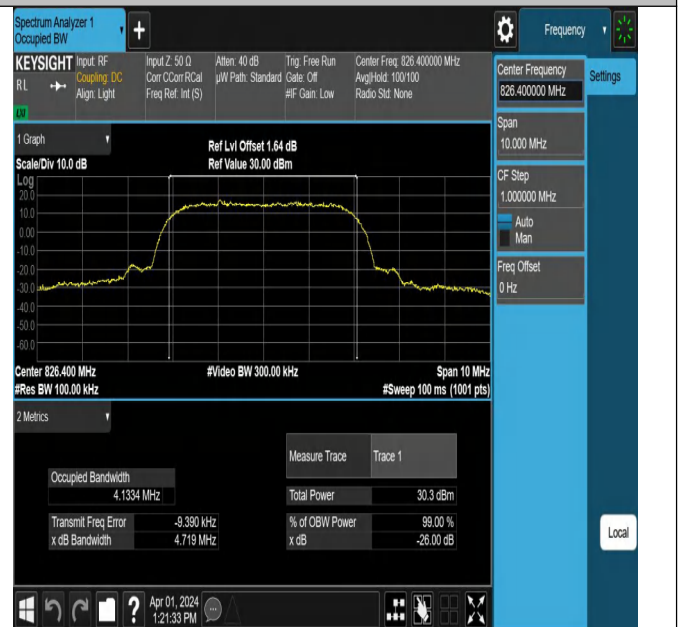 Spectrum Analyzer 1
Occupied BW
+
Frequency
KEYSIGHT
RL
LXI
Input: RF
Coupling: DC
Align: Light
Input Z: 50 Ω
Corr CCorr RCal
Freq Ref: Int (S)
Atten: 40 dB
µW Path: Standard
Trig: Free Run
Gate: Off
#IF Gain: Low
Center Freq: 826.400000 MHz
Avg|Hold: 100/100
Radio Std: None
Center Frequency
826.400000 MHz
Settings
Span
10.000 MHz
CF Step
1.000000 MHz
Auto
Man
Freq Offset
0 Hz
Local
1 Graph
Scale/Div 10.0 dB
Ref Lvl Offset 1.64 dB
Ref Value 30.00 dBm
Log
20.0
10.0
0.00
-10.0
-20.0
-30.0
-40.0
-50.0
-60.0
Center 826.400 MHz
#Video BW 300.00 kHz
Span 10 MHz
#Res BW 100.00 kHz
#Sweep 100 ms (1001 pts)
2 Metrics
Measure Trace Trace 1
Occupied Bandwidth
4.1334 MHz
Total Power 30.3 dBm
Transmit Freq Error -9.390 kHz
% of OBW Power 99.00 %
x dB Bandwidth 4.719 MHz
x dB -26.00 dB
?
Apr 01, 2024
1:21:33 PM